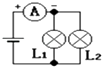 + A −
L₁ L₂